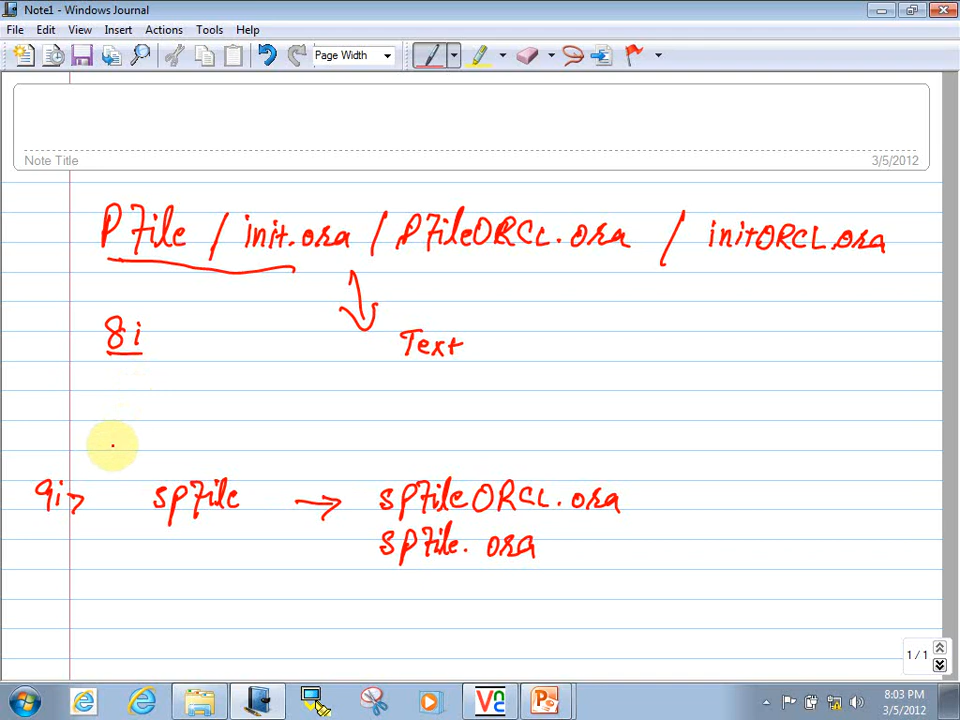 Note1 - Windows Journal
File Edit View Insert Actions Tools Help
Page Width
Note Title 3/5/2012
PFile / init.ora / PFileORCL.ora / initORCL.ora
8i
Text
9i> spFile → spFileORCL.ora
spFile.ora
1 / 1
8:03 PM
3/5/2012